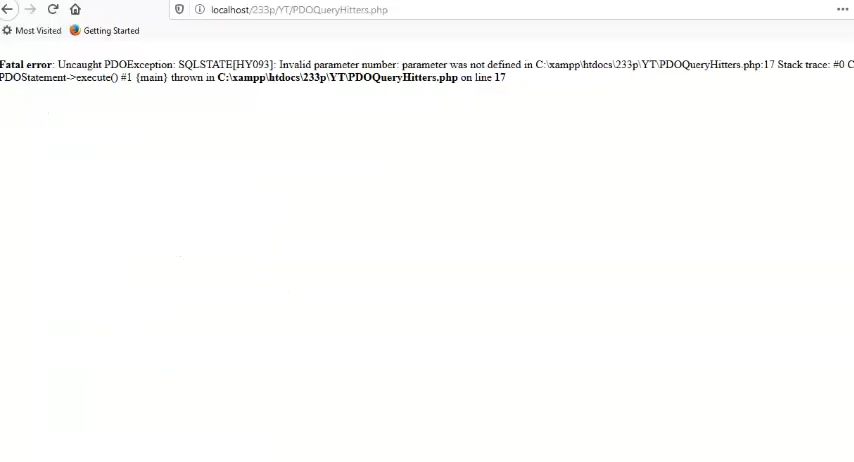 localhost/233p/YT/PDOQueryHitters.php
Most Visited Getting Started
Fatal error: Uncaught PDOException: SQLSTATE[HY093]: Invalid parameter number: parameter was not defined in C:\xampp\htdocs\233p\YT\PDOQueryHitters.php:17 Stack trace: #0 C
PDOStatement->execute() #1 {main} thrown in C:\xampp\htdocs\233p\YT\PDOQueryHitters.php on line 17